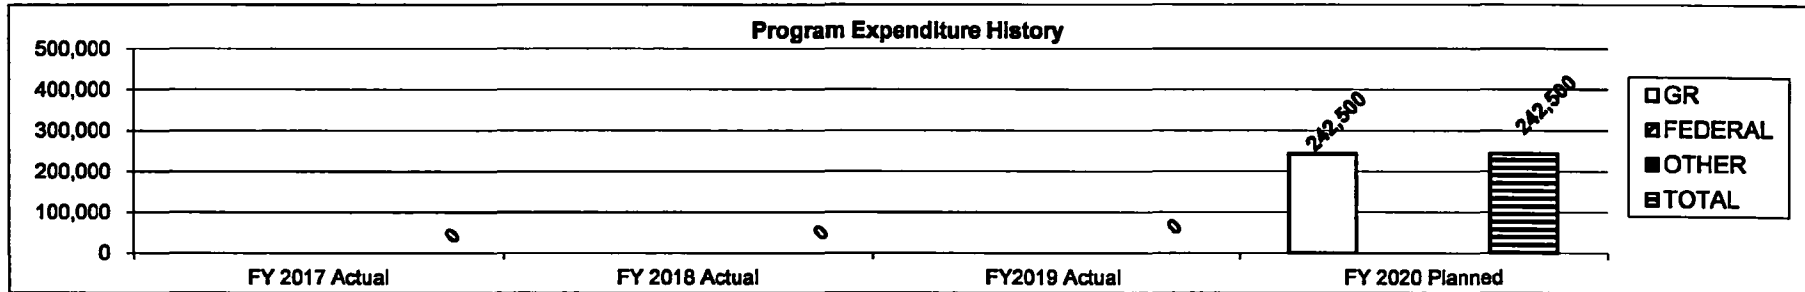 Program Expenditure History
500,000
400,000
300,000
200,000
100,000
0
0
0
0
242,500
242,500
FY 2017 Actual
FY 2018 Actual
FY2019 Actual
FY 2020 Planned
GR
FEDERAL
OTHER
TOTAL